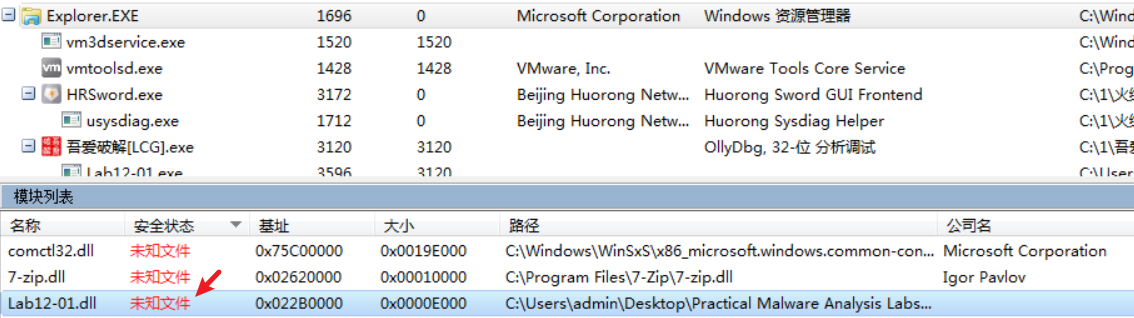 Explorer.EXE 1696 0 Microsoft Corporation Windows 资源管理器 C:\Wind
vm3dservice.exe 1520 1520 C:\Wind
vmtoolsd.exe 1428 1428 VMware, Inc. VMware Tools Core Service C:\Prog
HRSword.exe 3172 0 Beijing Huorong Netw... Huorong Sword GUI Frontend C:\1\火绒
usysdiag.exe 1712 0 Beijing Huorong Netw... Huorong Sysdiag Helper C:\1\火绒
吾爱破解[LCG].exe 3120 3120 OllyDbg, 32-位 分析调试 C:\1\吾爱
Lab12-01.exe 3596 3120 C:\User
模块列表
名称 安全状态 基址 大小 路径 公司名
comctl32.dll 未知文件 0x75C00000 0x0019E000 C:\Windows\WinSxS\x86_microsoft.windows.common-con... Microsoft Corporation
7-zip.dll 未知文件 0x02620000 0x00010000 C:\Program Files\7-Zip\7-zip.dll Igor Pavlov
Lab12-01.dll 未知文件 0x022B0000 0x0000E000 C:\Users\admin\Desktop\Practical Malware Analysis Labs...